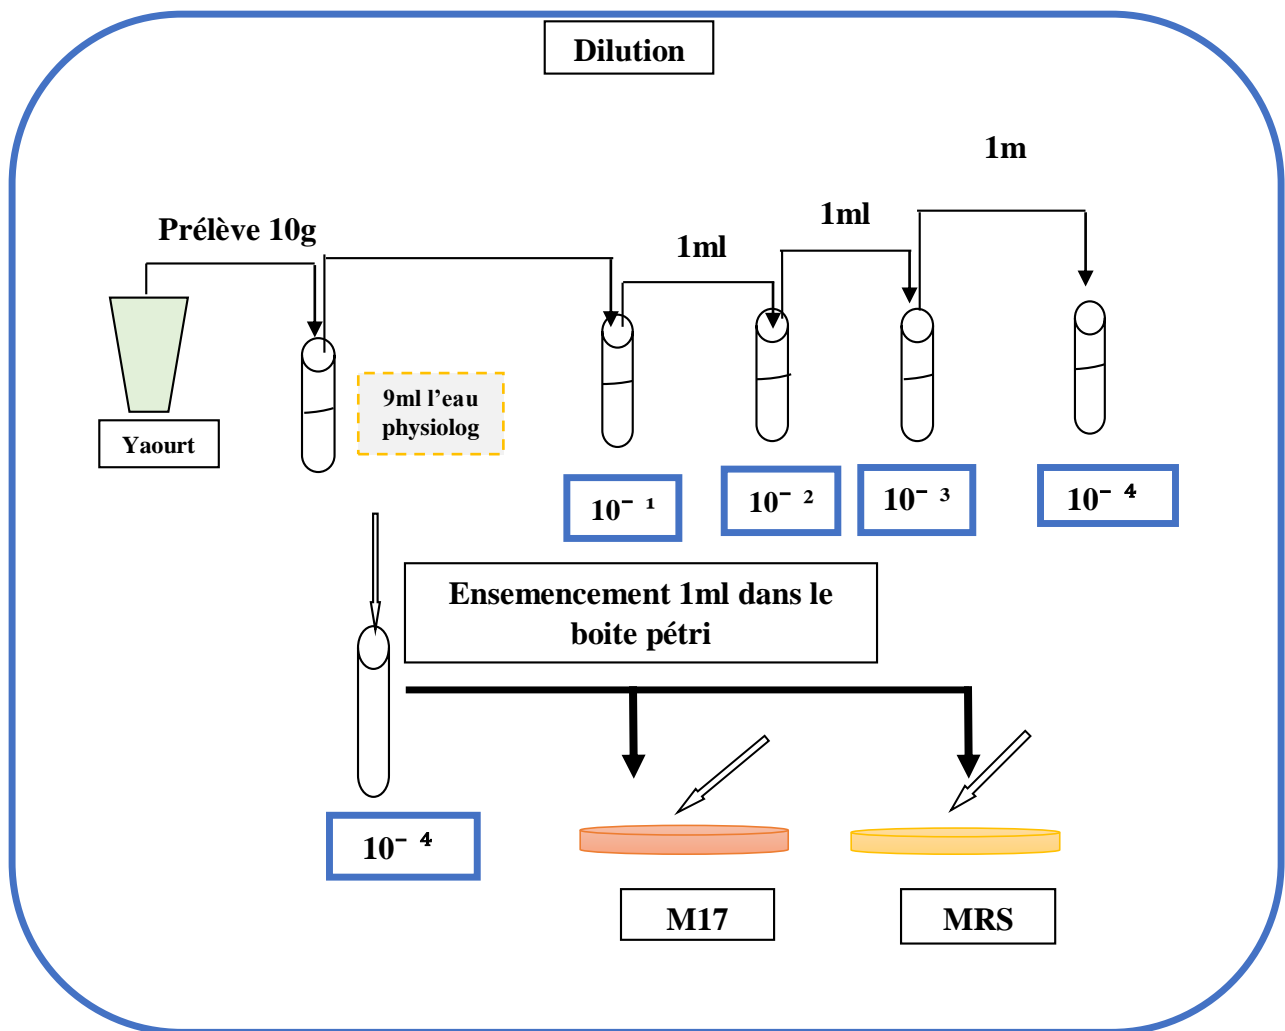 Dilution
1m
1ml
1ml
Prélève 10g
9ml l’eau
physiolog
Yaourt
10⁻ ¹
10⁻ ²
10⁻ ³
10⁻ ⁴
Ensemencement 1ml dans le
boite pétri
10⁻ ⁴
M17
MRS